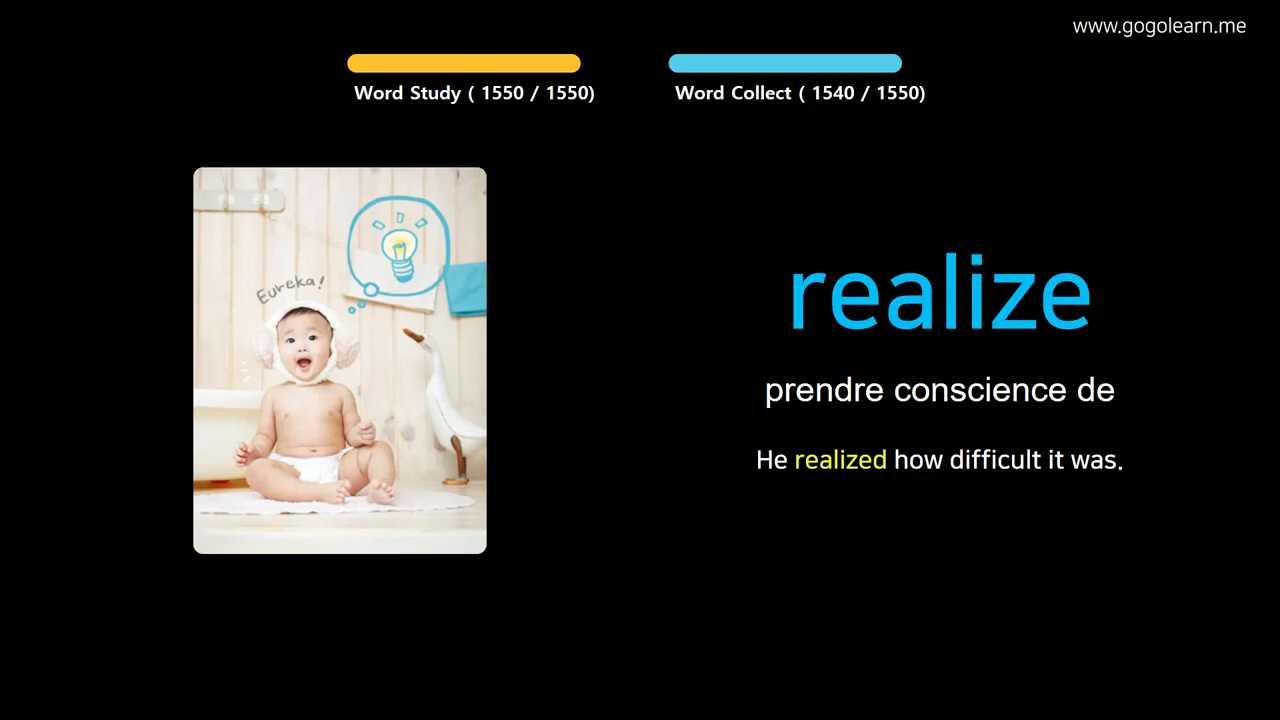 www.gogolearn.me
Word Study ( 1550 / 1550)
Word Collect ( 1540 / 1550)
Eureka!
realize
prendre conscience de
He realized how difficult it was.